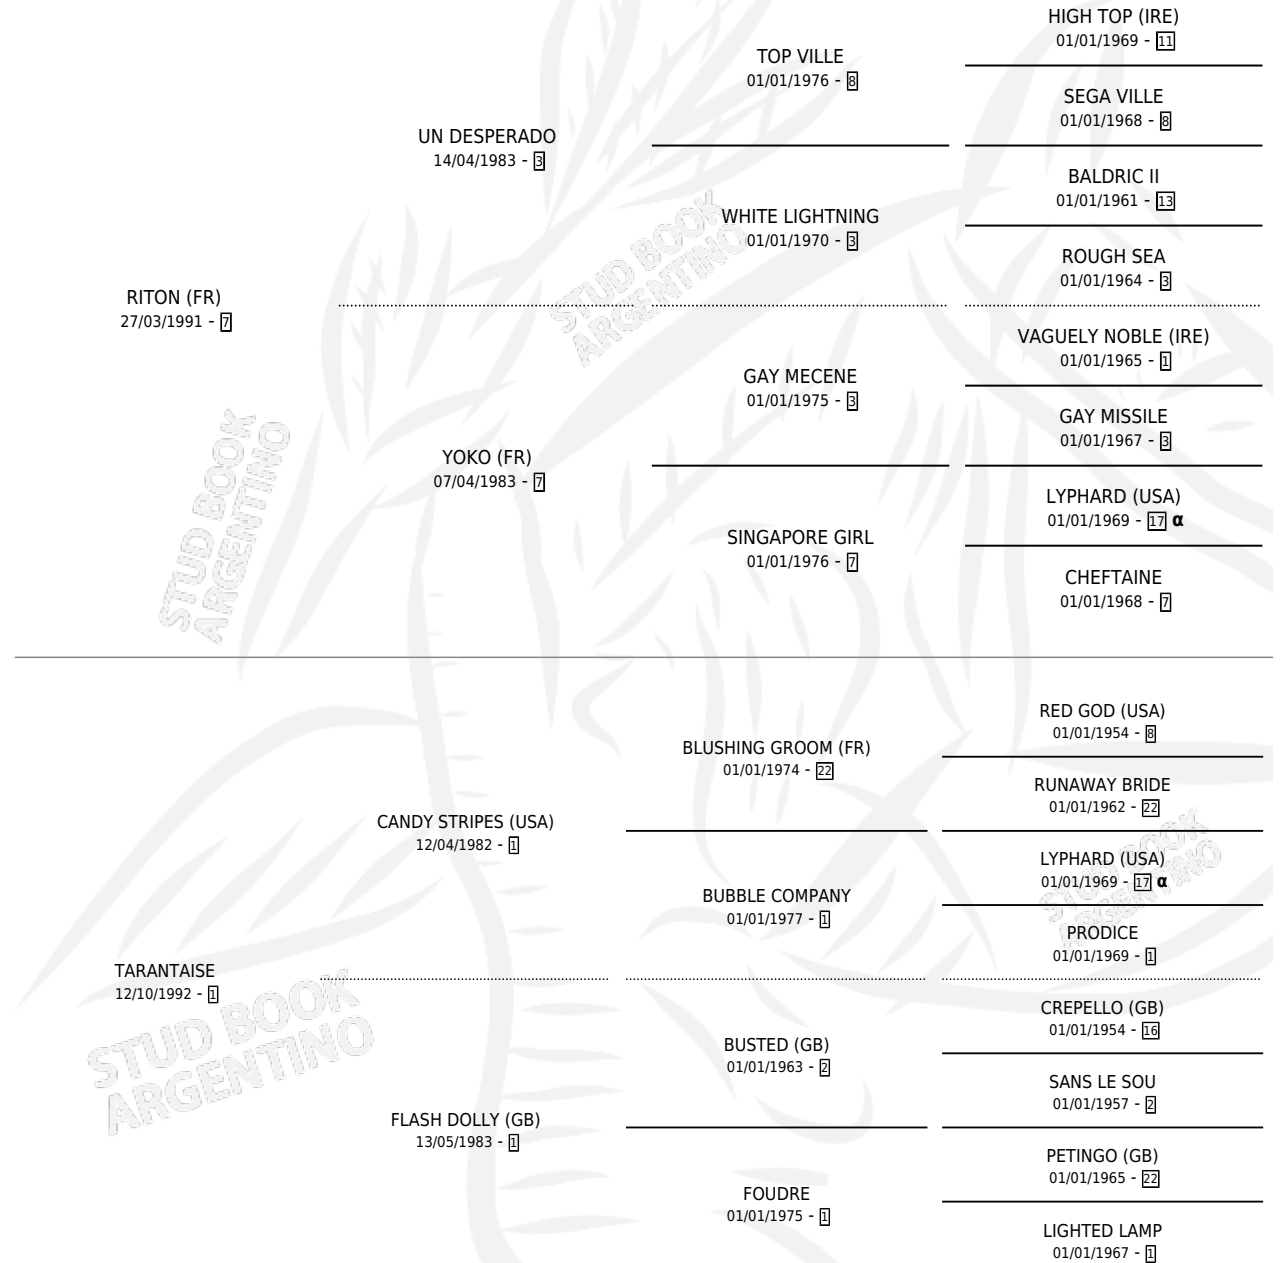 HIGH TOP (IRE)
01/01/1969 - 11
TOP VILLE
01/01/1976 - 8
SEGA VILLE
01/01/1968 - 8
UN DESPERADO
14/04/1983 - 3
BALDRIC II
01/01/1961 - 13
WHITE LIGHTNING
01/01/1970 - 3
ROUGH SEA
01/01/1964 - 3
RITON (FR)
27/03/1991 - 7
VAGUELY NOBLE (IRE)
01/01/1965 - 1
GAY MECENE
01/01/1975 - 3
GAY MISSILE
01/01/1967 - 3
YOKO (FR)
07/04/1983 - 7
LYPHARD (USA)
01/01/1969 - 17 α
SINGAPORE GIRL
01/01/1976 - 7
CHEFTAINE
01/01/1968 - 7
RED GOD (USA)
01/01/1954 - 8
BLUSHING GROOM (FR)
01/01/1974 - 22
RUNAWAY BRIDE
01/01/1962 - 22
CANDY STRIPES (USA)
12/04/1982 - 1
LYPHARD (USA)
01/01/1969 - 17 α
BUBBLE COMPANY
01/01/1977 - 1
PRODICE
01/01/1969 - 1
TARANTAISE
12/10/1992 - 1
CREPELLO (GB)
01/01/1954 - 16
BUSTED (GB)
01/01/1963 - 2
SANS LE SOU
01/01/1957 - 2
FLASH DOLLY (GB)
13/05/1983 - 1
PETINGO (GB)
01/01/1965 - 22
FOUDRE
01/01/1975 - 1
LIGHTED LAMP
01/01/1967 - 1
STUD BOOK
ARGENTINO
STUD BOOK
ARGENTINO
STUD BOOK
ARGENTINO
STUD BOOK
ARGENTINO